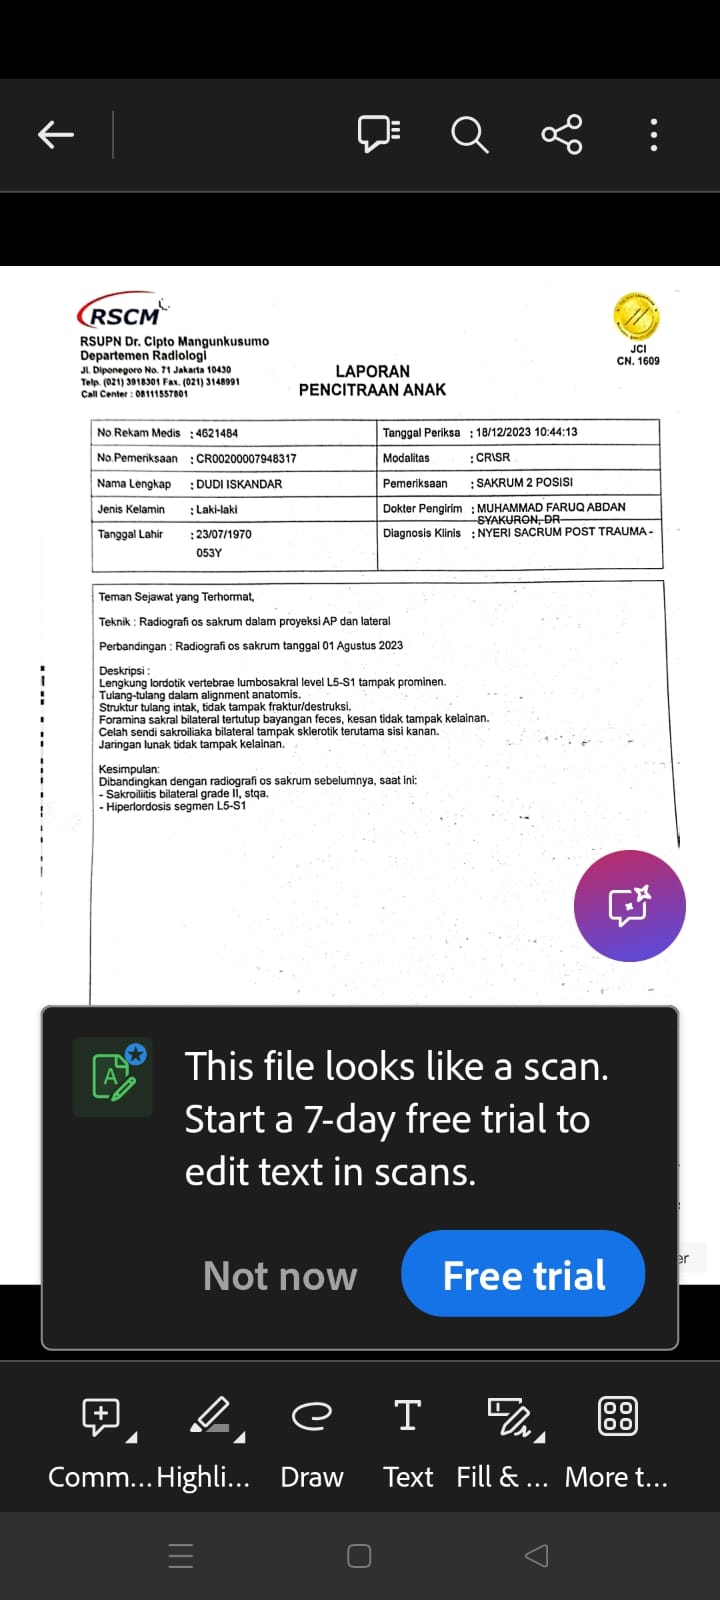 RSCM
RSUPN Dr. Cipto Mangunkusumo
Departemen Radiologi
Jl. Diponegoro No. 71 Jakarta 10430
Telp. (021) 3918301 Fax. (021) 3148991
Call Center : 08111557801
JCI
CN. 1609
LAPORAN
PENCITRAAN ANAK
No.Rekam Medis : 4621484
Tanggal Periksa : 18/12/2023 10:44:13
No.Pemeriksaan : CR00200007948317
Modalitas : CR\SR
Nama Lengkap : DUDI ISKANDAR
Pemeriksaan : SAKRUM 2 POSISI
Jenis Kelamin : Laki-laki
Dokter Pengirim : MUHAMMAD FARUQ ABDAN
SYAKURON, DR
Tanggal Lahir : 23/07/1970
053Y
Diagnosis Klinis : NYERI SACRUM POST TRAUMA -
Teman Sejawat yang Terhormat,
Teknik : Radiografi os sakrum dalam proyeksi AP dan lateral
Perbandingan : Radiografi os sakrum tanggal 01 Agustus 2023
Deskripsi :
Lengkung lordotik vertebrae lumbosakral level L5-S1 tampak prominen.
Tulang-tulang dalam alignment anatomis.
Struktur tulang intak, tidak tampak fraktur/destruksi.
Foramina sakral bilateral tertutup bayangan feces, kesan tidak tampak kelainan.
Celah sendi sakroiliaka bilateral tampak sklerotik terutama sisi kanan.
Jaringan lunak tidak tampak kelainan.
Kesimpulan:
Dibandingkan dengan radiografi os sakrum sebelumnya, saat ini:
- Sakroiliitis bilateral grade II, stqa.
- Hiperlordosis segmen L5-S1
This file looks like a scan.
Start a 7-day free trial to
edit text in scans.
Not now
Free trial
er
Comm... Highli... Draw Text Fill & ... More t...